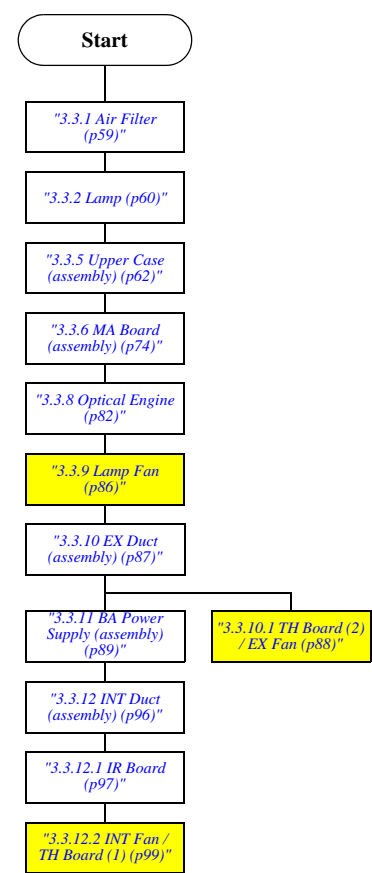 Start
"3.3.1 Air Filter
(p59)"
"3.3.2 Lamp (p60)"
"3.3.5 Upper Case
(assembly) (p62)"
"3.3.6 MA Board
(assembly) (p74)"
"3.3.8 Optical Engine
(p82)"
"3.3.9 Lamp Fan
(p86)"
"3.3.10 EX Duct
(assembly) (p87)"
"3.3.11 BA Power
Supply (assembly)
(p89)"
"3.3.10.1 TH Board (2)
/ EX Fan (p88)"
"3.3.12 INT Duct
(assembly) (p96)"
"3.3.12.1 IR Board
(p97)"
"3.3.12.2 INT Fan /
TH Board (1) (p99)"